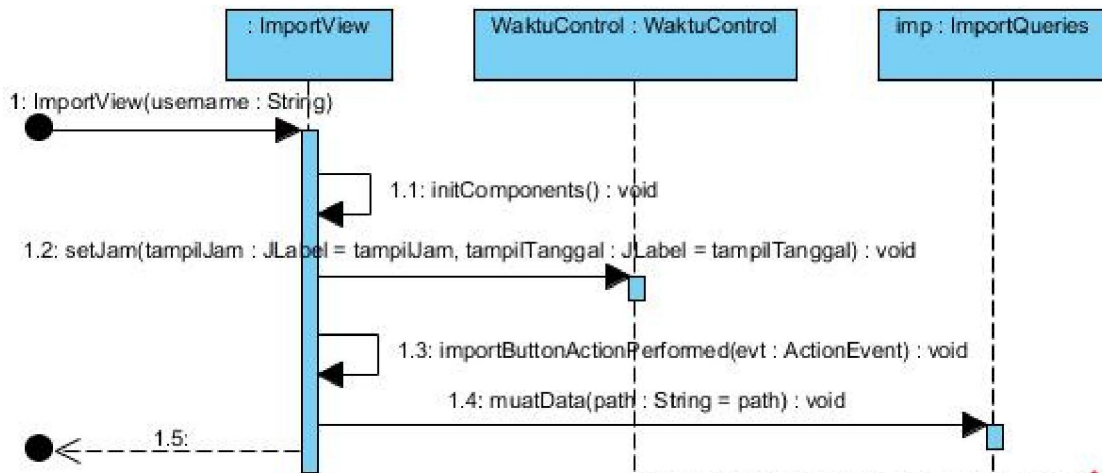 : ImportView
WaktuControl : WaktuControl
imp : ImportQueries
1: ImportView(username : String)
1.1: initComponents() : void
1.2: setJam(tampilJam : JLabel = tampilJam, tampilTanggal : JLabel = tampilTanggal) : void
1.3: importButtonActionPerformed(evt : ActionEvent) : void
1.4: muatData(path : String = path) : void
1.5: